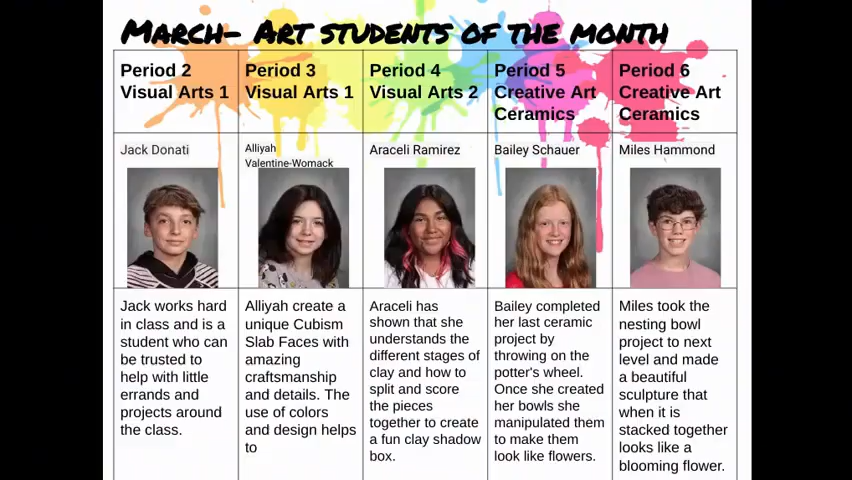 March- Art students of the month
Period 2
Visual Arts 1
Period 3
Visual Arts 1
Period 4
Visual Arts 2
Period 5
Creative Art
Ceramics
Period 6
Creative Art
Ceramics
Jack Donati
Alliyah
Valentine-Womack
Araceli Ramirez
Bailey Schauer
Miles Hammond
Jack works hard
in class and is a
student who can
be trusted to
help with little
errands and
projects around
the class.
Alliyah create a
unique Cubism
Slab Faces with
amazing
craftsmanship
and details. The
use of colors
and design helps
to
Araceli has
shown that she
understands the
different stages of
clay and how to
split and score
the pieces
together to create
a fun clay shadow
box.
Bailey completed
her last ceramic
project by
throwing on the
potter's wheel.
Once she created
her bowls she
manipulated them
to make them
look like flowers.
Miles took the
nesting bowl
project to next
level and made
a beautiful
sculpture that
when it is
stacked together
looks like a
blooming flower.